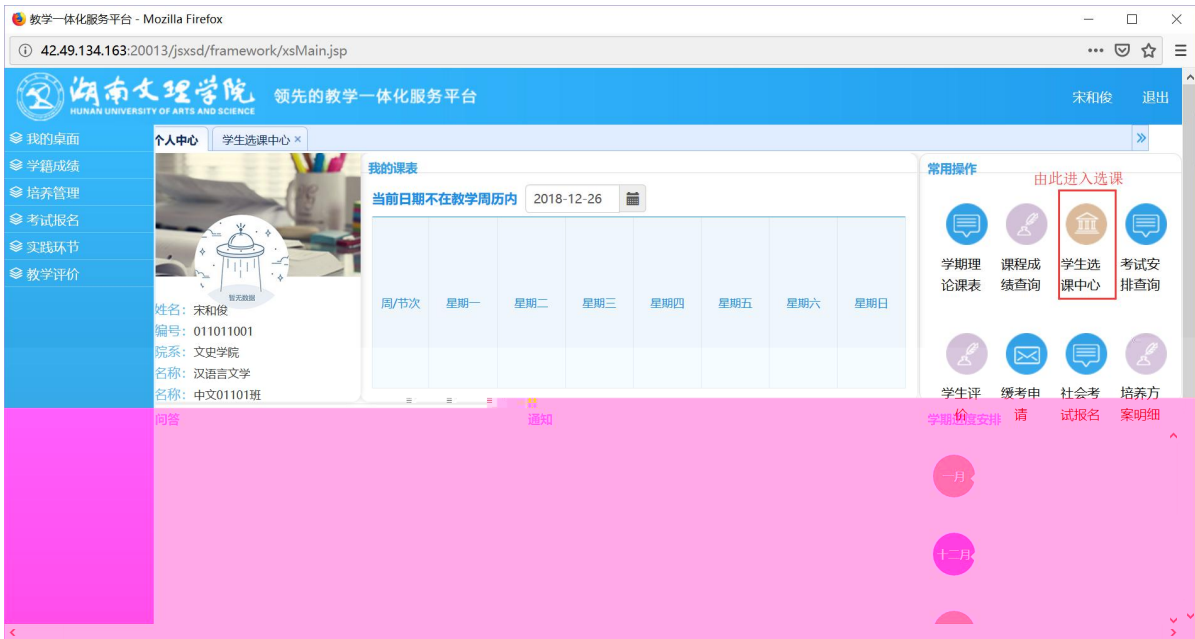 教学一体化服务平台 - Mozilla Firefox
42.49.134.163:20013/jsxsd/framework/xsMain.jsp
湖南文理学院
HUNAN UNIVERSITY OF ARTS AND SCIENCE
领先的教学一体化服务平台
宋和俊 退出
我的桌面
学籍成绩
培养管理
考试报名
实践环节
教学评价
个人中心 学生选课中心 ×
暂无数据
姓名：宋和俊
编号：011011001
院系：文史学院
名称：汉语言文学
名称：中文01101班
我的课表
当前日期不在教学周历内 2018-12-26
周/节次 星期一 星期二 星期三 星期四 星期五 星期六 星期日
常用操作
由此进入选课
学期理论课表
课程成绩查询
学生选课中心
考试安排查询
学生评价
缓考申请
社会考试报名
培养方案明细
问答
通知
学期进度安排
一月
十二月